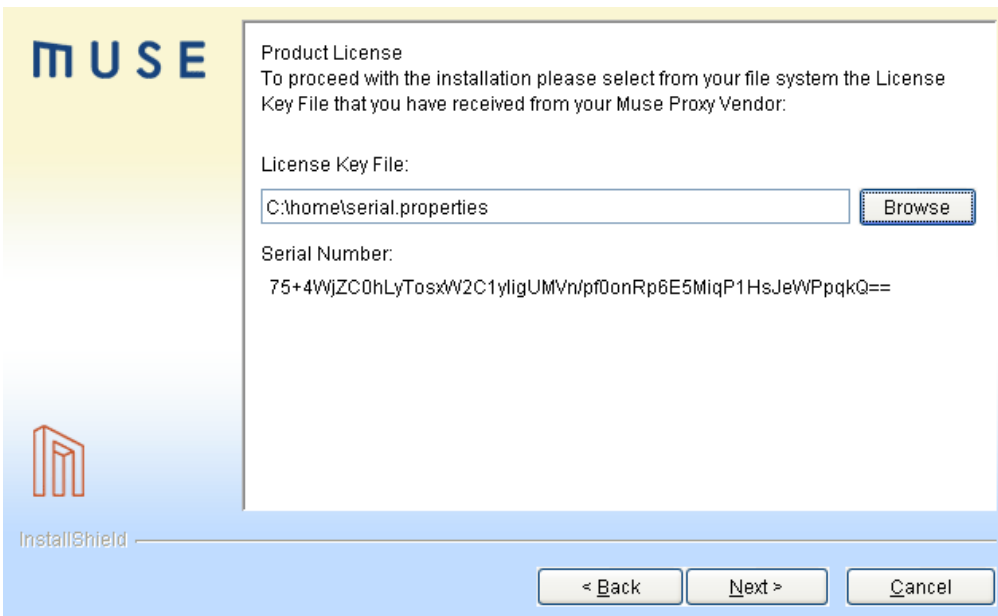 MUSE
Product License
To proceed with the installation please select from your file system the License
Key File that you have received from your Muse Proxy Vendor:
License Key File:
C:\home\serial.properties
Browse
Serial Number:
75+4WjZC0hLyTosxW2C1yligUMVn/pf0onRp6E5MiqP1HsJeWPpqkQ==
InstallShield
< Back
Next >
Cancel